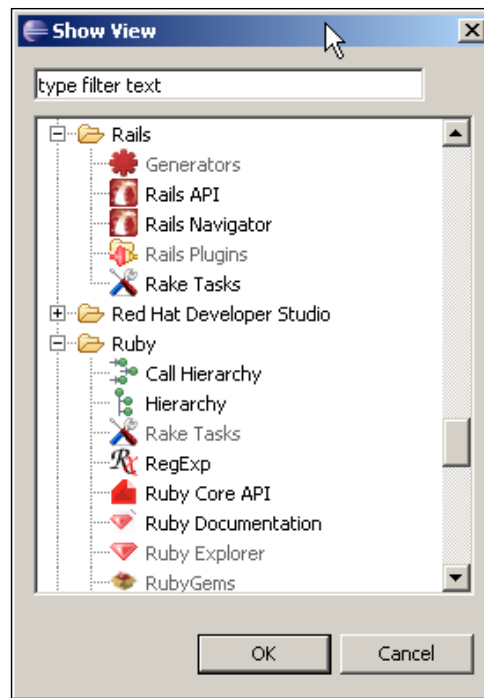 Show View
type filter text
Rails
Generators
Rails API
Rails Navigator
Rails Plugins
Rake Tasks
Red Hat Developer Studio
Ruby
Call Hierarchy
Hierarchy
Rake Tasks
RegExp
Ruby Core API
Ruby Documentation
Ruby Explorer
RubyGems
OK Cancel